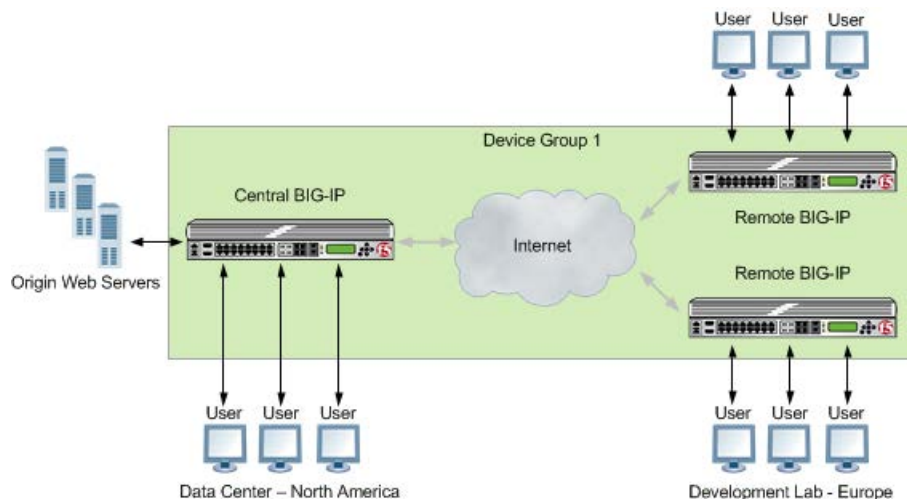 User User User
Device Group 1
Central BIG-IP
Remote BIG-IP
Internet
Origin Web Servers
Remote BIG-IP
User User User
User User User
Data Center – North America
Development Lab - Europe